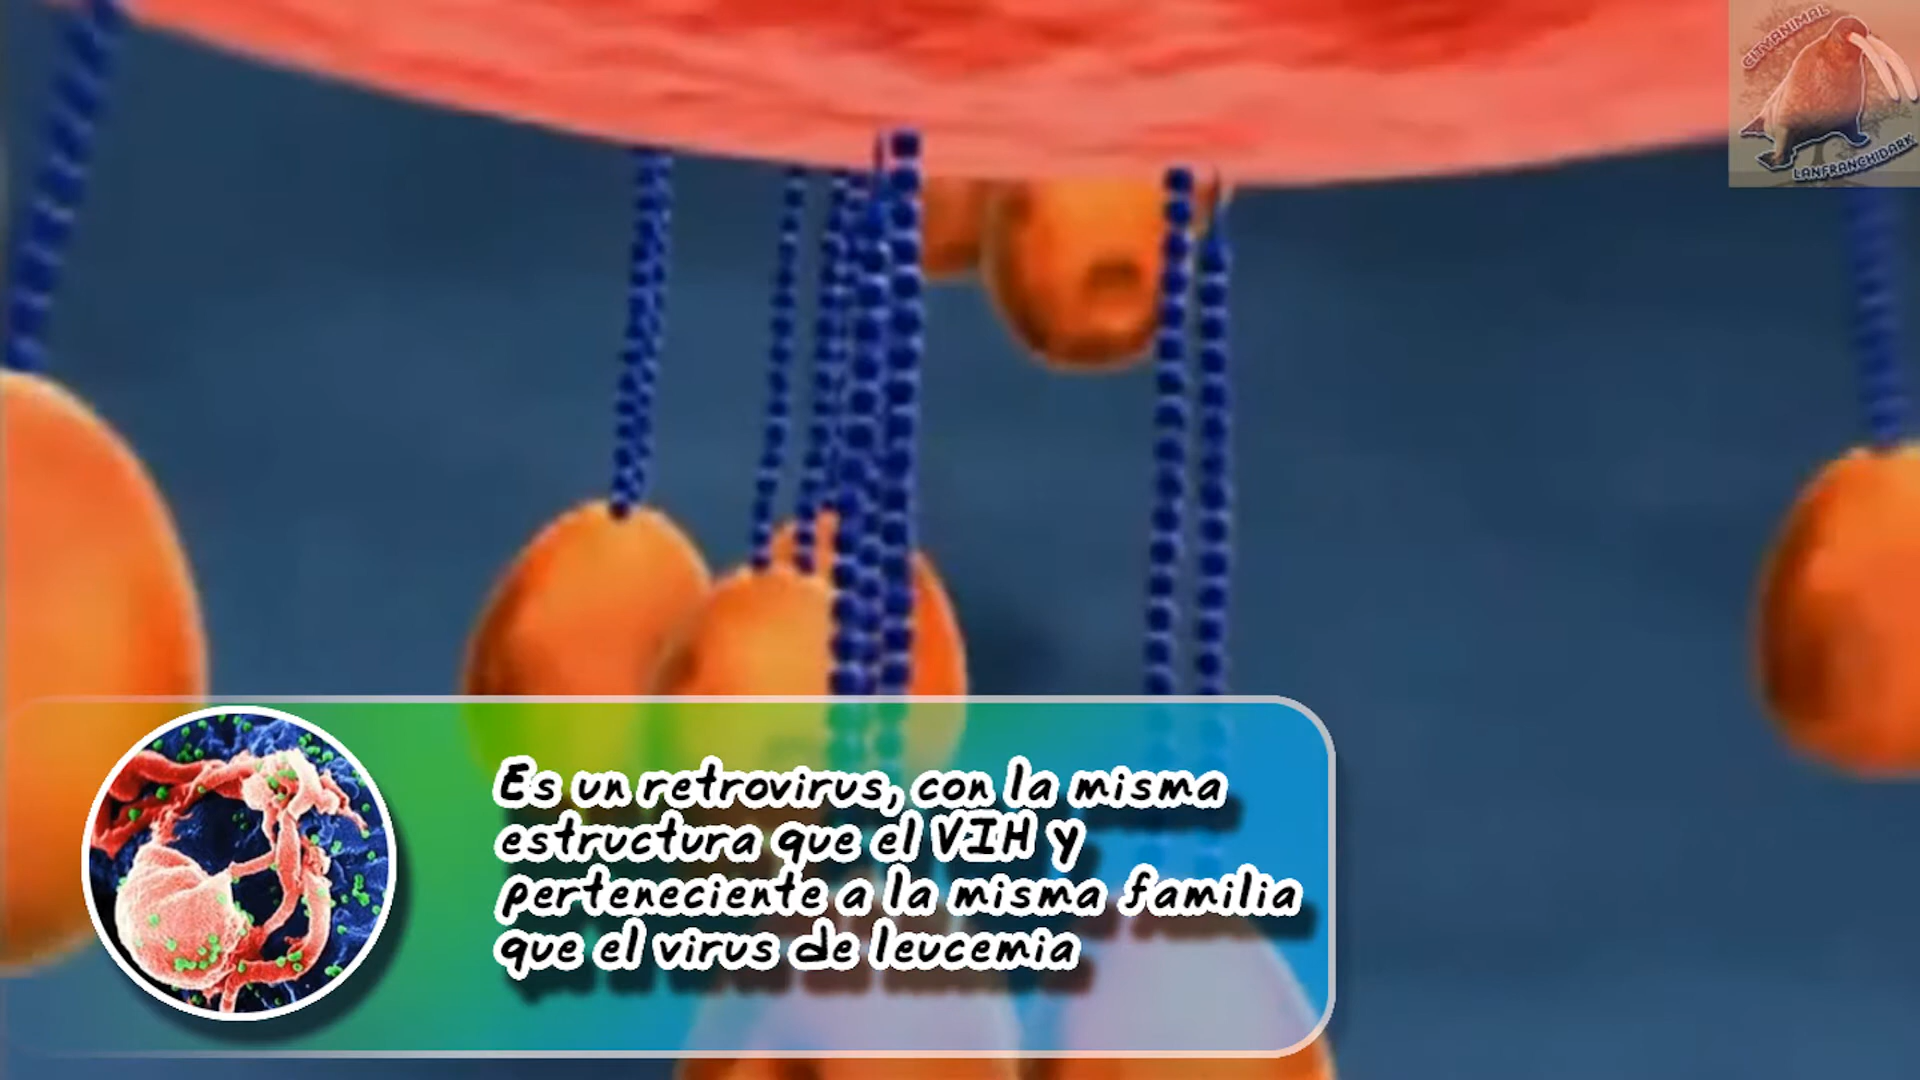 CITYANIMAL
LANFRANCHIDARK
Es un retrovirus, con la misma
estructura que el VIH y
perteneciente a la misma familia
que el virus de leucemia